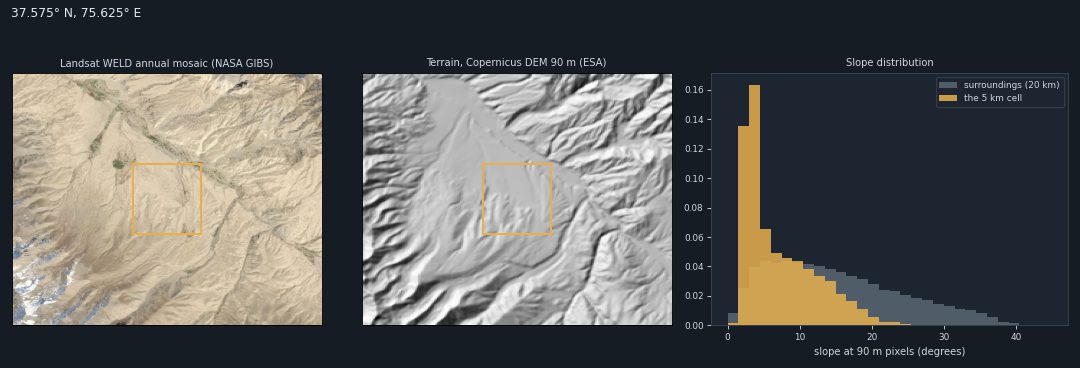 37.575° N, 75.625° E
Landsat WELD annual mosaic (NASA GIBS)
Terrain, Copernicus DEM 90 m (ESA)
Slope distribution
surroundings (20 km)
the 5 km cell
0.16
0.14
0.12
0.10
0.08
0.06
0.04
0.02
0.00
0 10 20 30 40
slope at 90 m pixels (degrees)